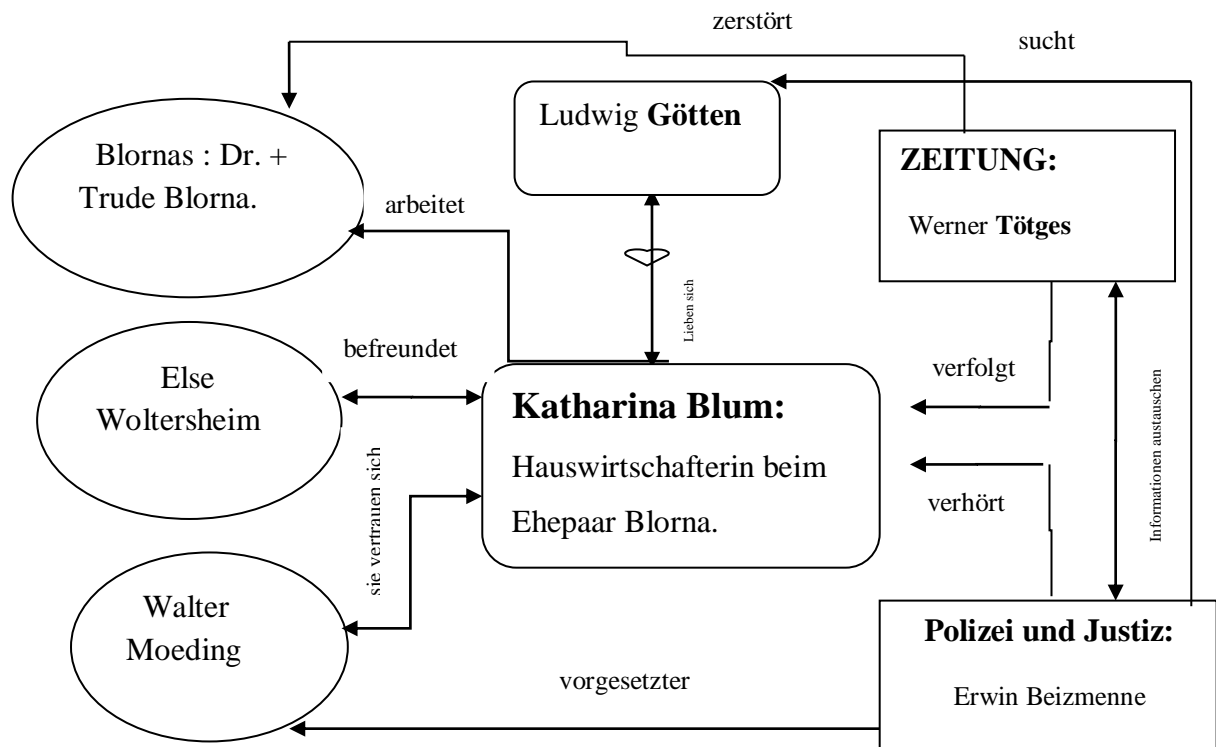 zerstört
sucht
Ludwig Götten
Blornas : Dr. +
Trude Blorna.
ZEITUNG:
Werner Tötges
arbeitet
Lieben sich
befreundet
Else
Woltersheim
verfolgt
Katharina Blum:
Hauswirtschafterin beim
Ehepaar Blorna.
Informationen austauschen
verhört
sie vertrauen sich
Walter
Moeding
vorgesetzter
Polizei und Justiz:
Erwin Beizmenne